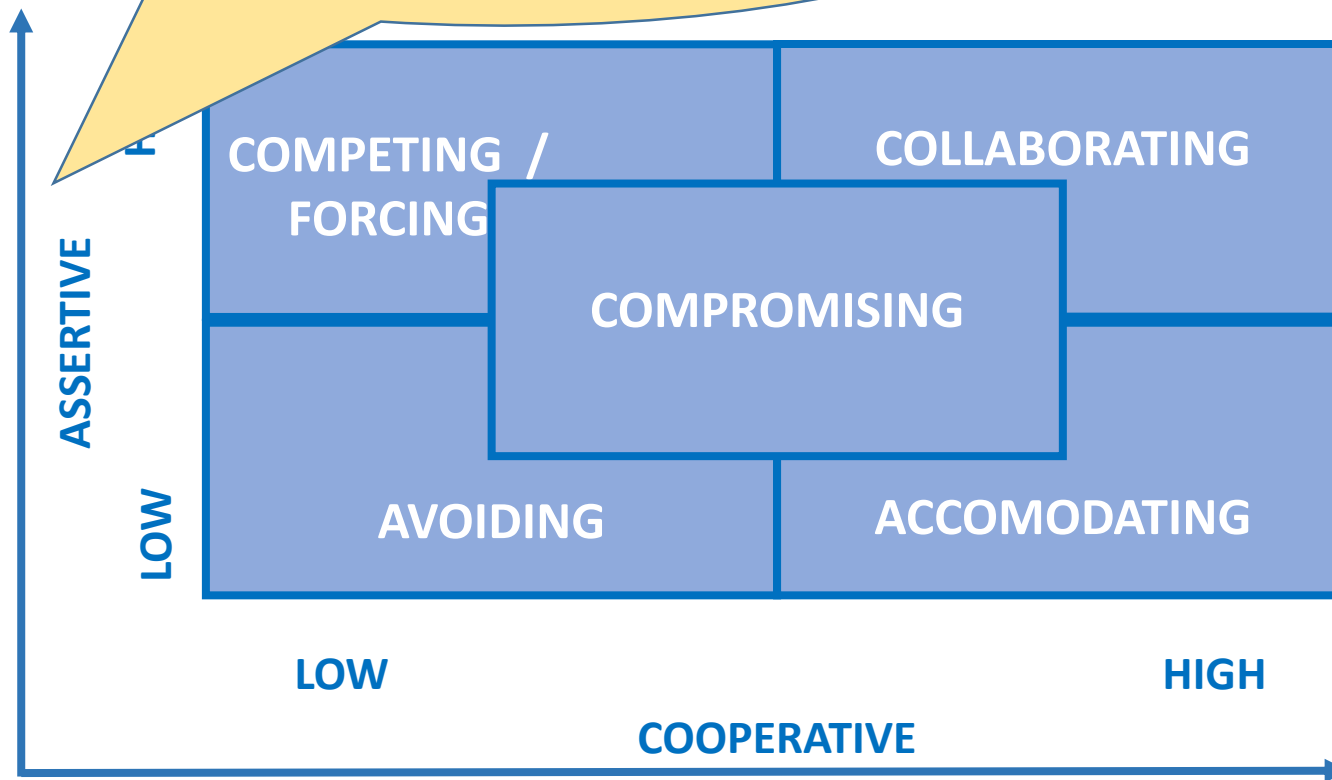 COMPETING /
FORCING
COLLABORATING
COMPROMISING
AVOIDING
ACCOMODATING
ASSERTIVE
LOW
LOW
HIGH
COOPERATIVE